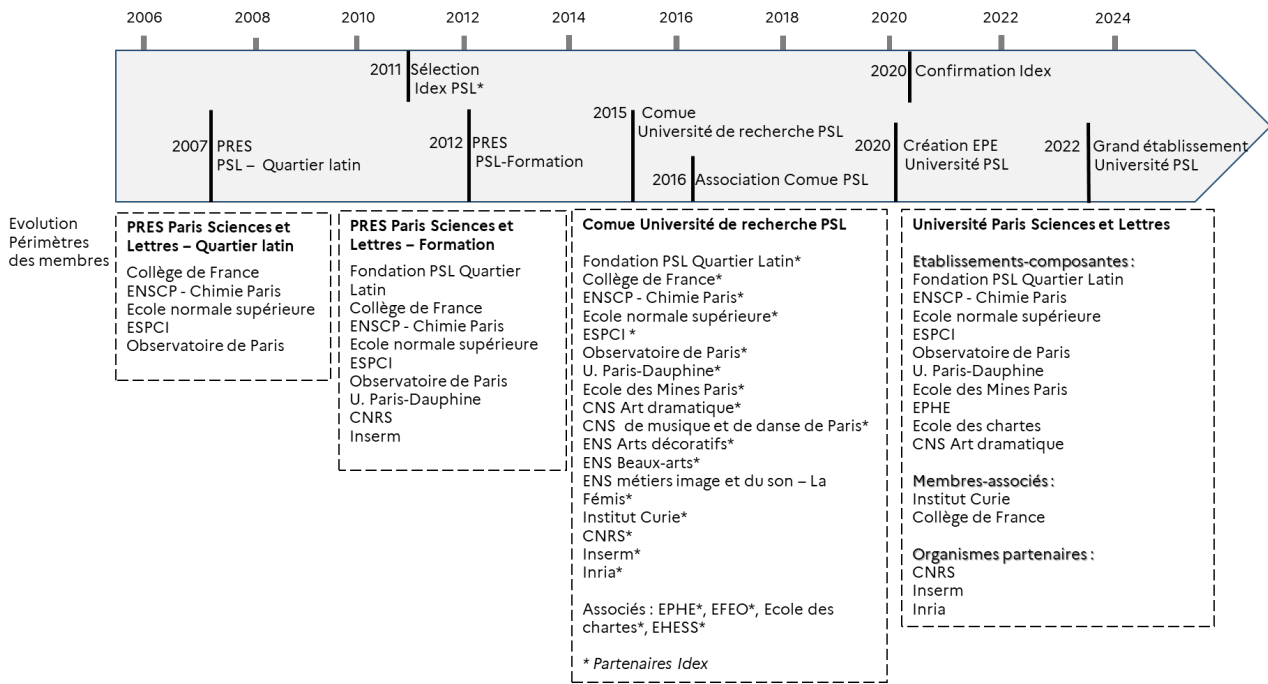 2006
2008
2010
2012
2014
2016
2018
2020
2022
2024
2011 Sélection
Idex PSL*
2020 Confirmation Idex
2007 PRES
PSL – Quartier latin
2012 PRES
PSL-Formation
2015 Comue
Université de recherche PSL
2016 Association Comue PSL
2020 Création EPE
Université PSL
2022 Grand établissement
Université PSL
Evolution
Périmètres
des membres
PRES Paris Sciences et
Lettres – Quartier latin
Collège de France
ENSCP - Chimie Paris
Ecole normale supérieure
ESPCI
Observatoire de Paris
PRES Paris Sciences et
Lettres – Formation
Fondation PSL Quartier
Latin
Collège de France
ENSCP - Chimie Paris
Ecole normale supérieure
ESPCI
Observatoire de Paris
U. Paris-Dauphine
CNRS
Inserm
Comue Université de recherche PSL
Fondation PSL Quartier Latin*
Collège de France*
ENSCP - Chimie Paris*
Ecole normale supérieure*
ESPCI *
Observatoire de Paris*
U. Paris-Dauphine*
Ecole des Mines Paris*
CNS Art dramatique*
CNS de musique et de danse de Paris*
ENS Arts décoratifs*
ENS Beaux-arts*
ENS métiers image et du son – La
Fémis*
Institut Curie*
CNRS*
Inserm*
Inria*
Associés : EPHE*, EFEO*, Ecole des
chartes*, EHESS*
* Partenaires Idex
Université Paris Sciences et Lettres
Etablissements-composantes :
Fondation PSL Quartier Latin
ENSCP - Chimie Paris
Ecole normale supérieure
ESPCI
Observatoire de Paris
U. Paris-Dauphine
Ecole des Mines Paris
EPHE
Ecole des chartes
CNS Art dramatique
Membres-associés :
Institut Curie
Collège de France
Organismes partenaires :
CNRS
Inserm
Inria